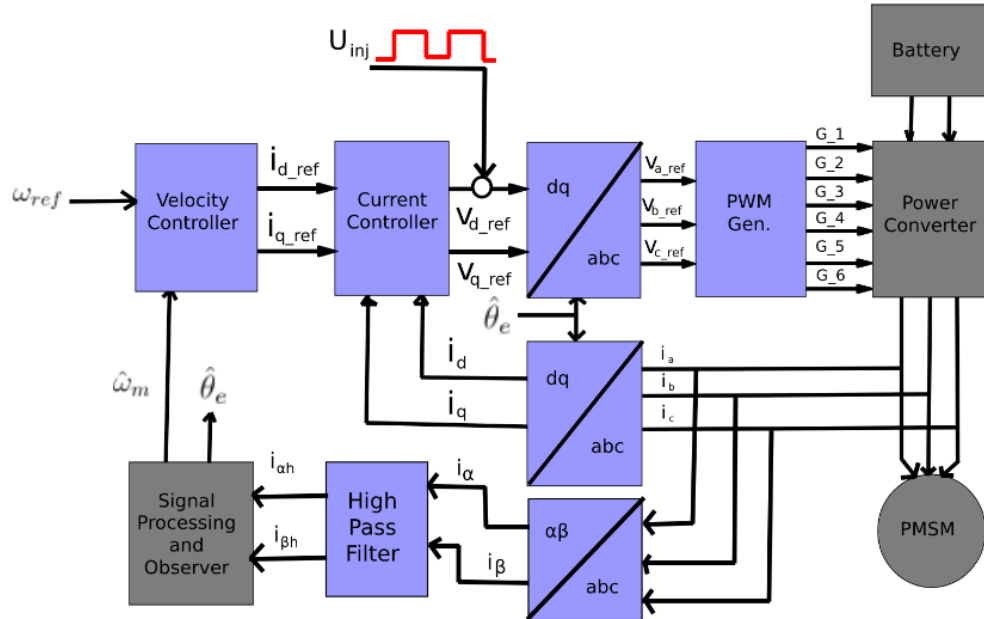 Battery
U_inj
G_1
i_d_ref
V_a_ref
G_2
ω_ref
Velocity
Controller
Current
Controller
dq
PWM
Gen.
G_3
Power
Converter
V_d_ref
V_b_ref
G_4
i_q_ref
abc
V_c_ref
G_5
V_q_ref
G_6
θ̂_e
i_d
dq
i_a
i_b
ω̂_m
θ̂_e
i_q
abc
i_c
i_αh
i_α
Signal
Processing
and
Observer
High
Pass
Filter
αβ
PMSM
i_βh
i_β
abc